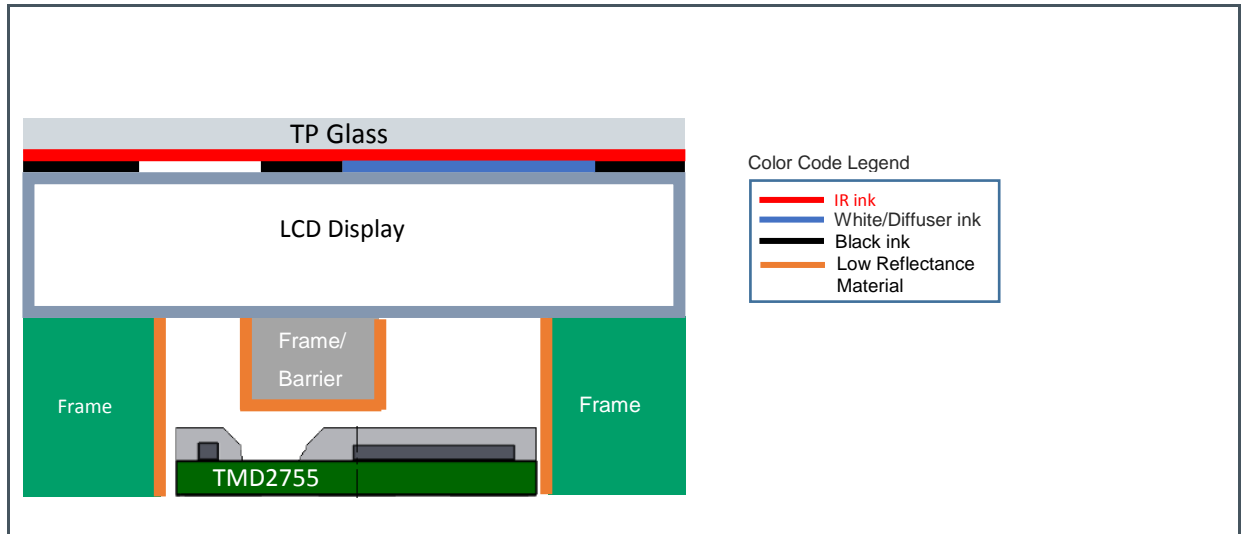 TP Glass
LCD Display
Frame/
Barrier
Frame
Frame
TMD2755
Color Code Legend
IR ink
White/Diffuser ink
Black ink
Low Reflectance
Material